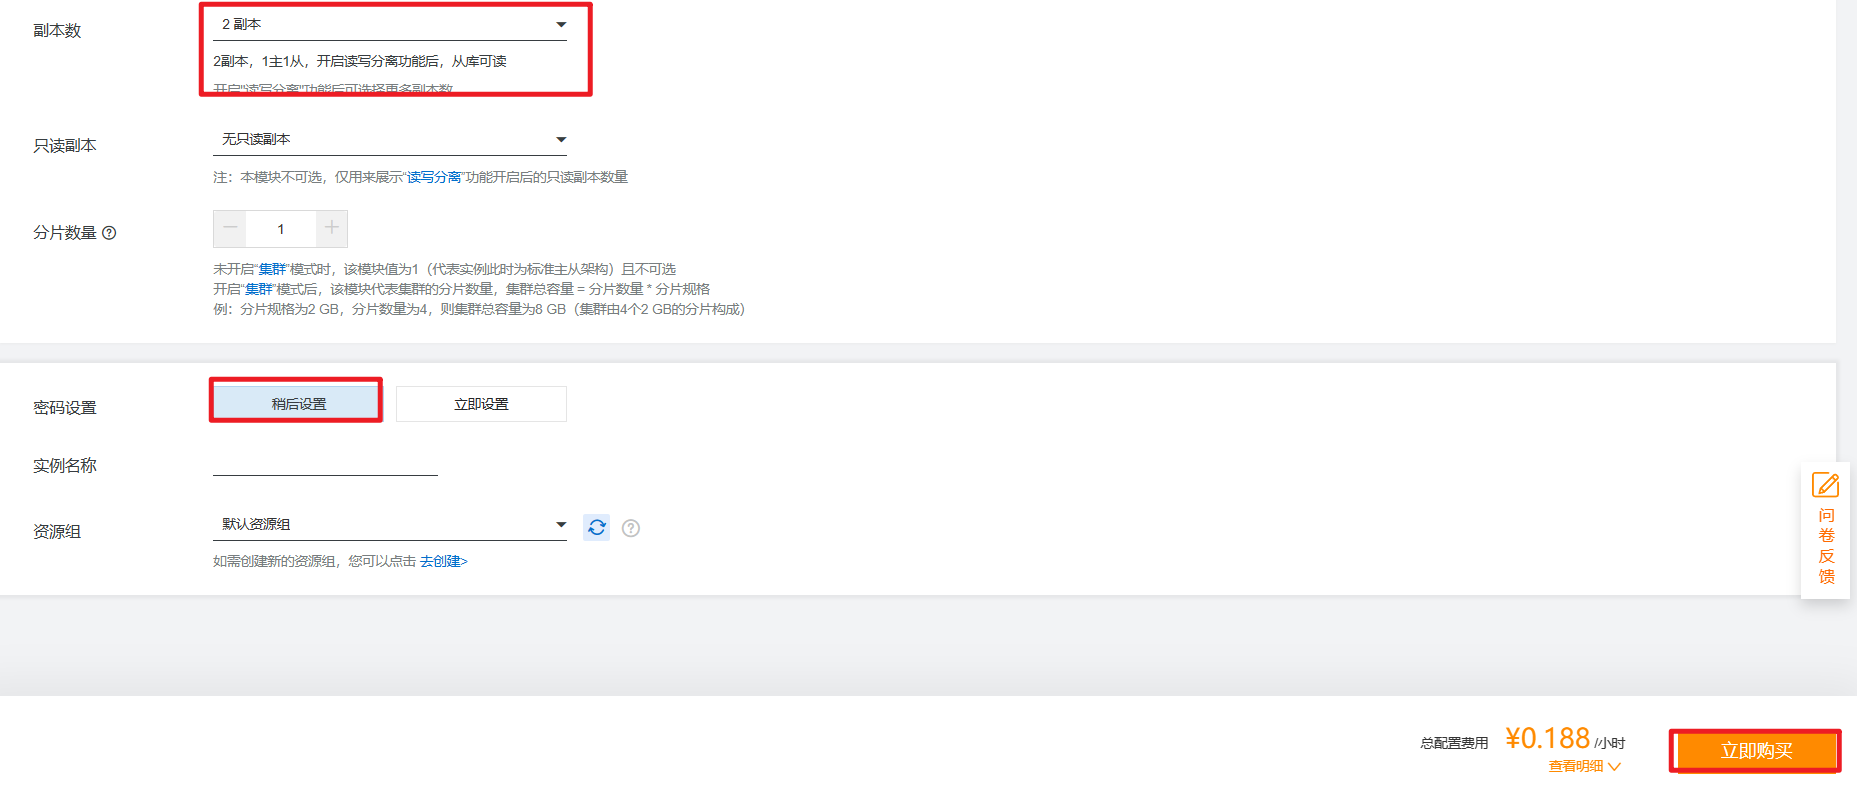 副本数
2 副本
2副本，1主1从，开启读写分离功能后，从库可读
开启"读写分离"功能后可选择更多副本数
只读副本
无只读副本
注：本模块不可选，仅用来展示“读写分离”功能开启后的只读副本数量
分片数量
1
未开启“集群”模式时，该模块值为1（代表实例此时为标准主从架构）且不可选
开启“集群”模式后，该模块代表集群的分片数量，集群总容量 = 分片数量 * 分片规格
例：分片规格为2 GB，分片数量为4，则集群总容量为8 GB（集群由4个2 GB的分片构成）
密码设置
稍后设置
立即设置
实例名称
资源组
默认资源组
如需创建新的资源组，您可以点击 去创建>
问卷反馈
总配置费用
¥0.188 /小时
查看明细
立即购买